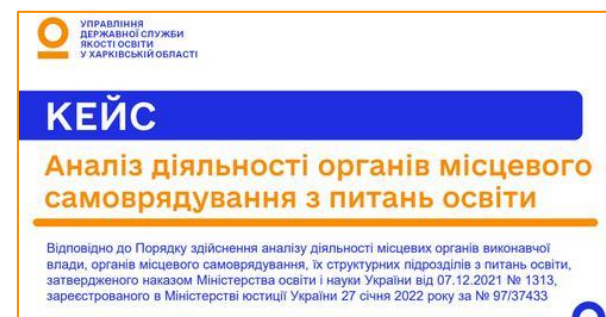 УПРАВЛІННЯ
ДЕРЖАВНОЇ СЛУЖБИ
ЯКОСТІ ОСВІТИ
У ХАРКІВСЬКІЙ ОБЛАСТІ
КЕЙС
Аналіз діяльності органів місцевого
самоврядування з питань освіти
Відповідно до Порядку здійснення аналізу діяльності місцевих органів виконавчої
влади, органів місцевого самоврядування, їх структурних підрозділів з питань освіти,
затвердженого наказом Міністерства освіти і науки України від 07.12.2021 № 1313,
зареєстрованого в Міністерстві юстиції України 27 січня 2022 року за № 97/37433